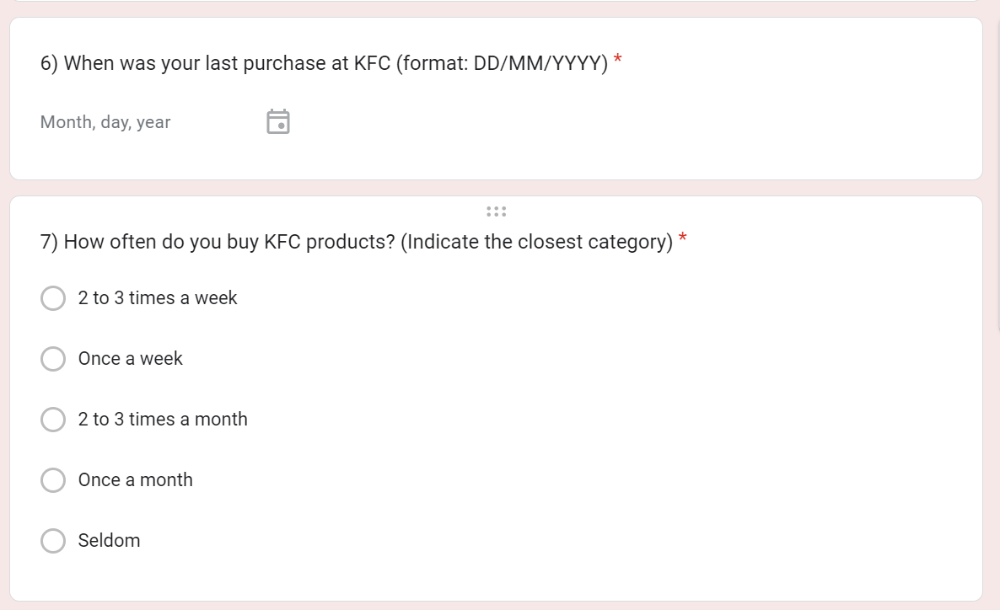 6) When was your last purchase at KFC (format: DD/MM/YYYY) *
Month, day, year
7) How often do you buy KFC products? (Indicate the closest category) *
2 to 3 times a week
Once a week
2 to 3 times a month
Once a month
Seldom